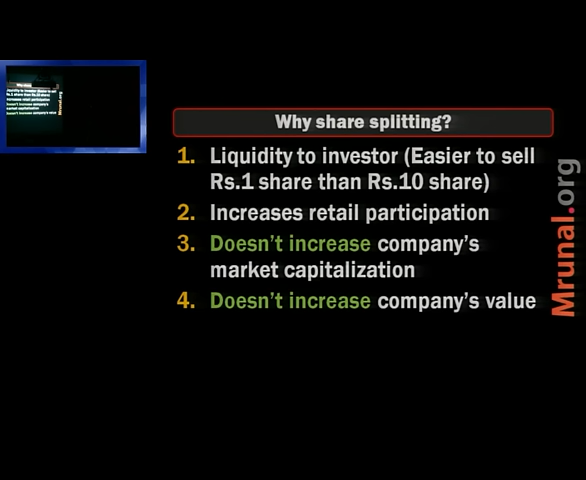 Why share splitting?
1. Liquidity to investor (Easier to sell
Rs.1 share than Rs.10 share)
2. Increases retail participation
3. Doesn't increase company's
market capitalization
4. Doesn't increase company's value
Mrunal.org